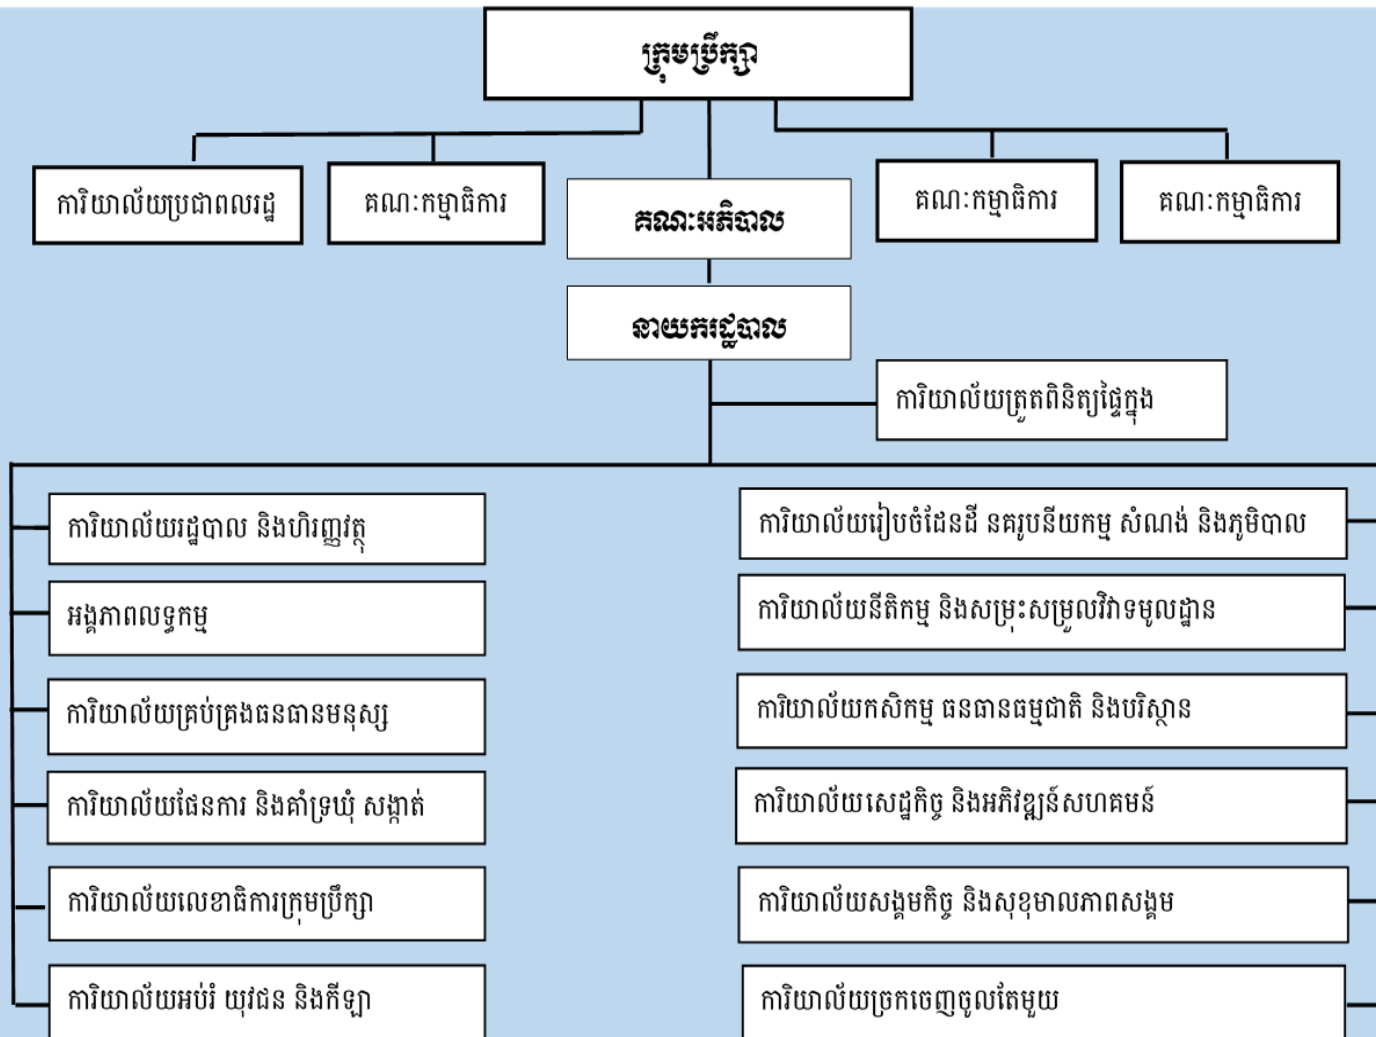 ក្រុមប្រឹក្សា
ការិយាល័យប្រជាពលរដ្ឋ
គណៈកម្មាធិការ
គណៈអភិបាល
គណៈកម្មាធិការ
គណៈកម្មាធិការ
នាយករដ្ឋបាល
ការិយាល័យត្រួតពិនិត្យផ្ទៃក្នុង
ការិយាល័យរដ្ឋបាល និងហិរញ្ញវត្ថុ
អង្គភាពលទ្ធកម្ម
ការិយាល័យគ្រប់គ្រងធនធានមនុស្ស
ការិយាល័យផែនការ និងគាំទ្រឃុំ សង្កាត់
ការិយាល័យលេខាធិការក្រុមប្រឹក្សា
ការិយាល័យអប់រំ យុវជន និងកីឡា
ការិយាល័យរៀបចំដែនដី នគរូបនីយកម្ម សំណង់ និងភូមិបាល
ការិយាល័យនីតិកម្ម និងសម្រុះសម្រួលវិវាទមូលដ្ឋាន
ការិយាល័យកសិកម្ម ធនធានធម្មជាតិ និងបរិស្ថាន
ការិយាល័យសេដ្ឋកិច្ច និងអភិវឌ្ឍន៍សហគមន៍
ការិយាល័យសង្គមកិច្ច និងសុខុមាលភាពសង្គម
ការិយាល័យច្រកចេញចូលតែមួយ